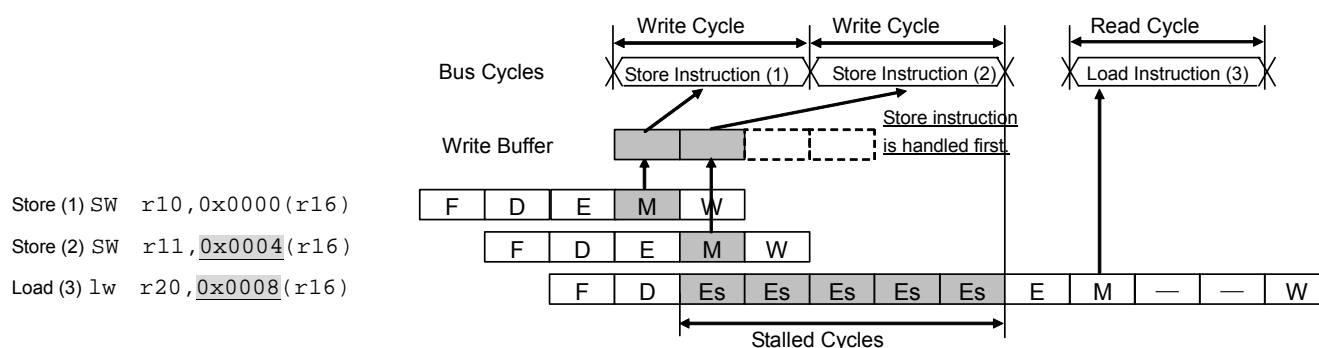 Write Cycle Write Cycle Read Cycle
Bus Cycles Store Instruction (1) Store Instruction (2) Load Instruction (3)
Store instruction
Write Buffer is handled first.
Store (1) SW r10,0x0000(r16) F D E M W
Store (2) SW r11,0x0004(r16) F D E M W
Load (3) lw r20,0x0008(r16) F D Es Es Es Es Es E M — — W
Stalled Cycles